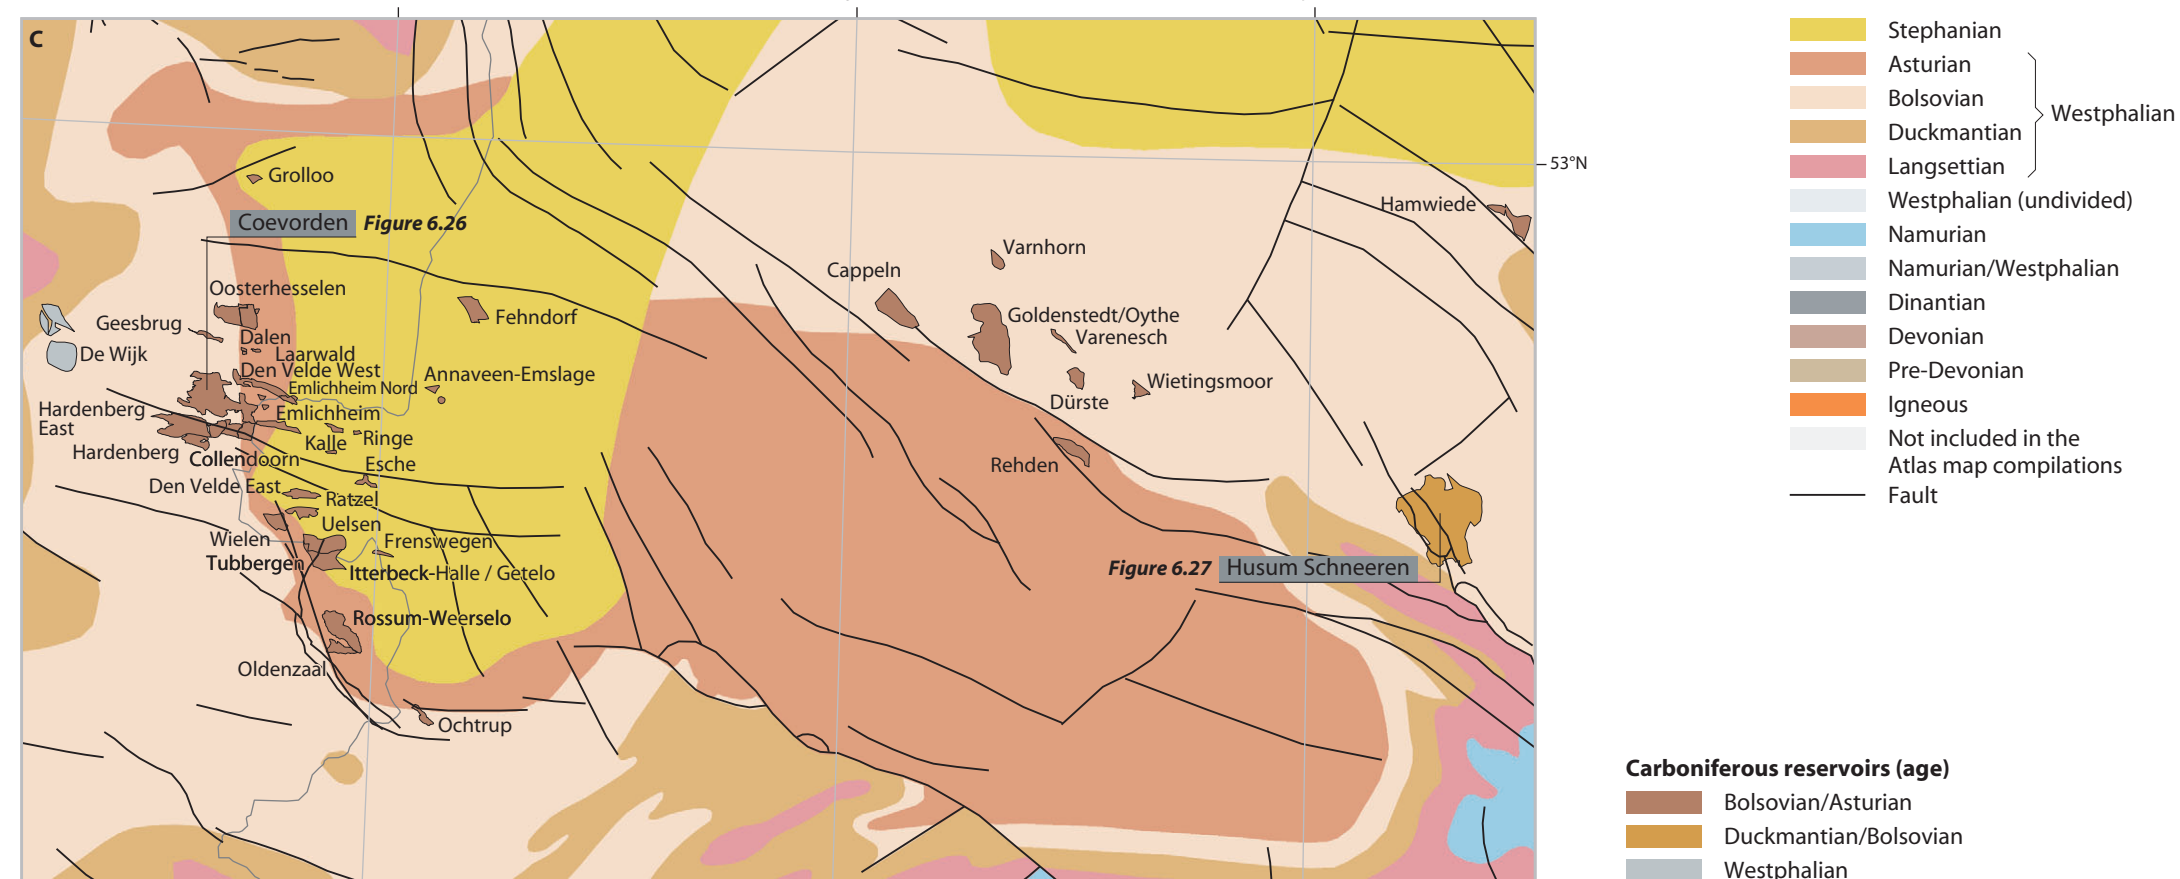 C
Grolloo
Coevorden Figure 6.26
Oosterhesselen
Geesbrug
Dalen
De Wijk
Laarwald
Den Velde West
Emlichheim Nord
Annaveen-Emslage
Fehndorf
Hardenberg
East
Emlichheim
Kalle
Ringe
Hardenberg
Collendoorn
Esche
Den Velde East
Ratzel
Uelsen
Wielen
Frenswegen
Tubbergen
Itterbeck-Halle / Getelo
Rossum-Weerselo
Oldenzaal
Ochtrup
Cappeln
Varnhorn
Goldenstedt/Oythe
Varenesch
Wietingsmoor
Dürste
Rehden
Hamwiede
Figure 6.27 Husum Schneeren
53°N
Stephanian
Asturian
Bolsovian
Westphalian
Duckmantian
Langsettian
Westphalian (undivided)
Namurian
Namurian/Westphalian
Dinantian
Devonian
Pre-Devonian
Igneous
Not included in the
Atlas map compilations
Fault
Carboniferous reservoirs (age)
Bolsovian/Asturian
Duckmantian/Bolsovian
Westphalian